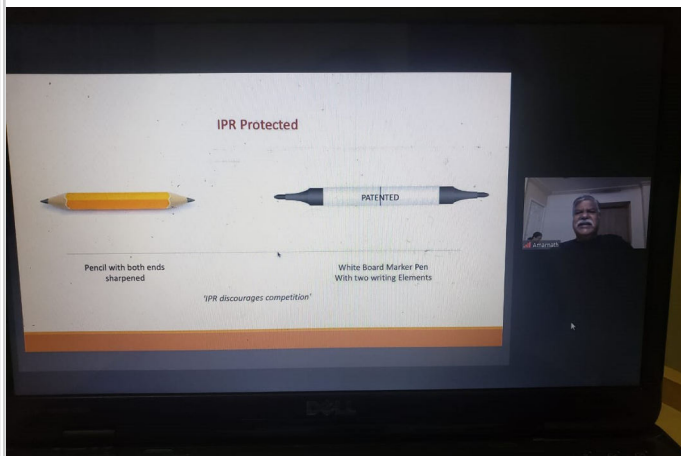 IPR Protected
PATENTED
Pencil with both ends
sharpened
White Board Marker Pen
With two writing Elements
'IPR discourages competition'
Amarnath
DELL